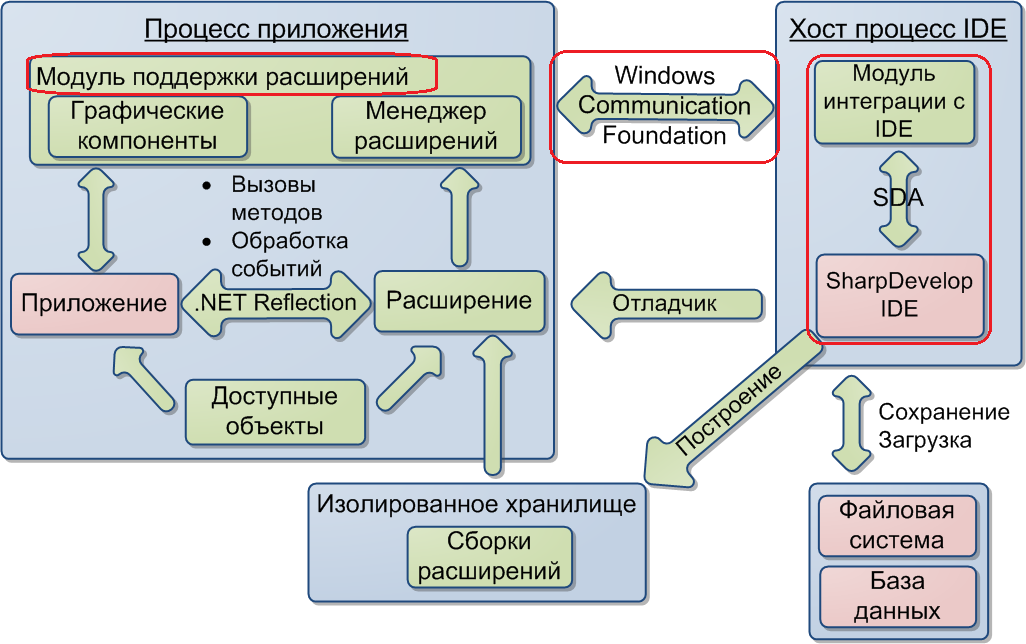 Процесс приложения
Модуль поддержки расширений
Графические
компоненты
Менеджер
расширений
• Вызовы
методов
• Обработка
событий
Приложение
.NET Reflection
Расширение
Доступные
объекты
Windows
Communication
Foundation
Хост процесс IDE
Модуль
интеграции с
IDE
SDA
SharpDevelop
IDE
Отладчик
Построение
Сохранение
Загрузка
Изолированное хранилище
Сборки
расширений
Файловая
система
База
данных